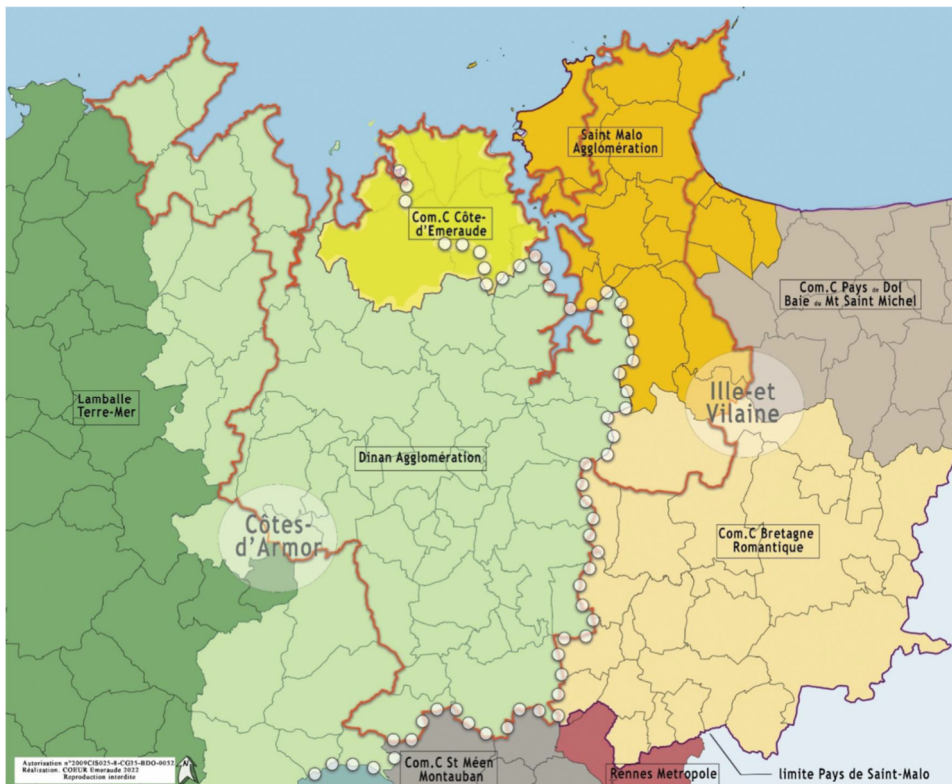 Saint Malo
Agglomération
Com.C Côte-
d'Emeraude
Com.C Pays de Dol
Baie du Mt Saint Michel
Lamballe
Terre-Mer
Ille-et
Vilaine
Dinan Agglomération
Côtes-
d'Armor
Com.C Bretagne
Romantique
Com.C St Méen
Montauban
Rennes Metropole
limite Pays de Saint-Malo
Autorisation n°2009CIS025-8-CG35-BDO-0032
Réalisation. COEUR Emeraude 2022
Reproduction interdite